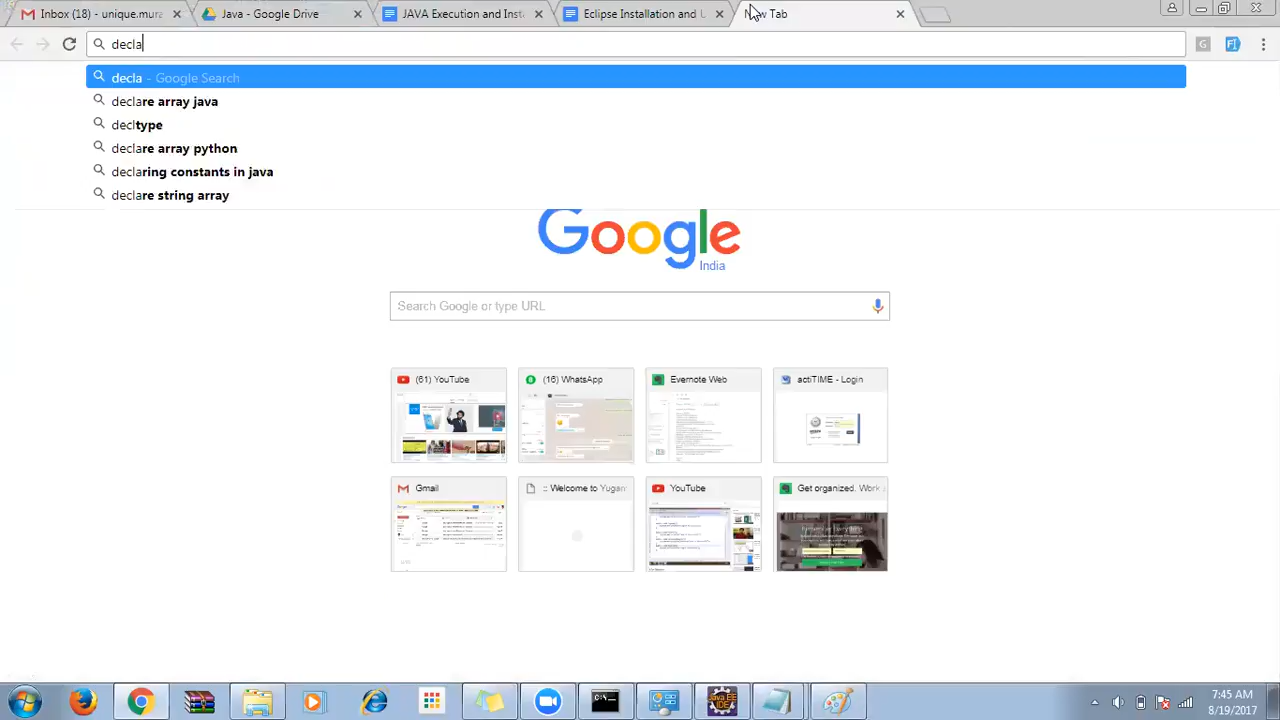 Inbox (18) - unique.mura
Java - Google Drive
JAVA Execution and Inst
Eclipse Installation and
New Tab
decla
G
decla - Google Search
declare array java
decltype
declare array python
declaring constants in java
declare string array
Google
India
Search Google or type URL
(61) YouTube
(16) WhatsApp
Evernote Web
actiTIME - Login
Gmail
:: Welcome to Yugan
YouTube
Get organized. Work
Java EE
IDE
7:45 AM
8/19/2017